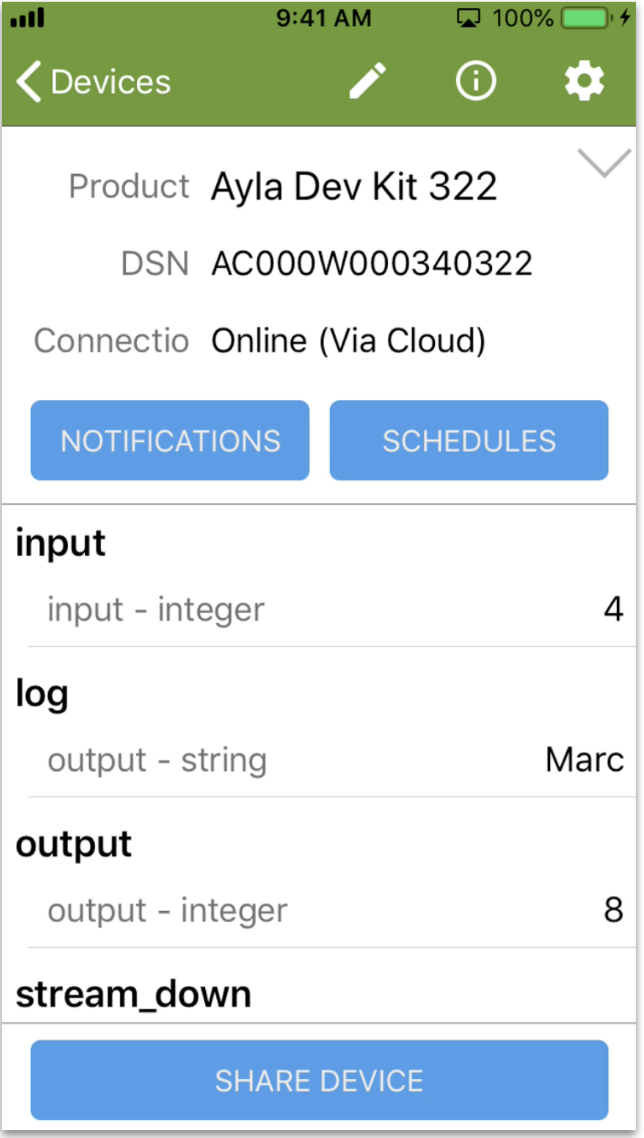 9:41 AM 100%
Devices
Product Ayla Dev Kit 322
DSN AC000W000340322
Connectio Online (Via Cloud)
NOTIFICATIONS SCHEDULES
input
input - integer 4
log
output - string Marc
output
output - integer 8
stream_down
SHARE DEVICE